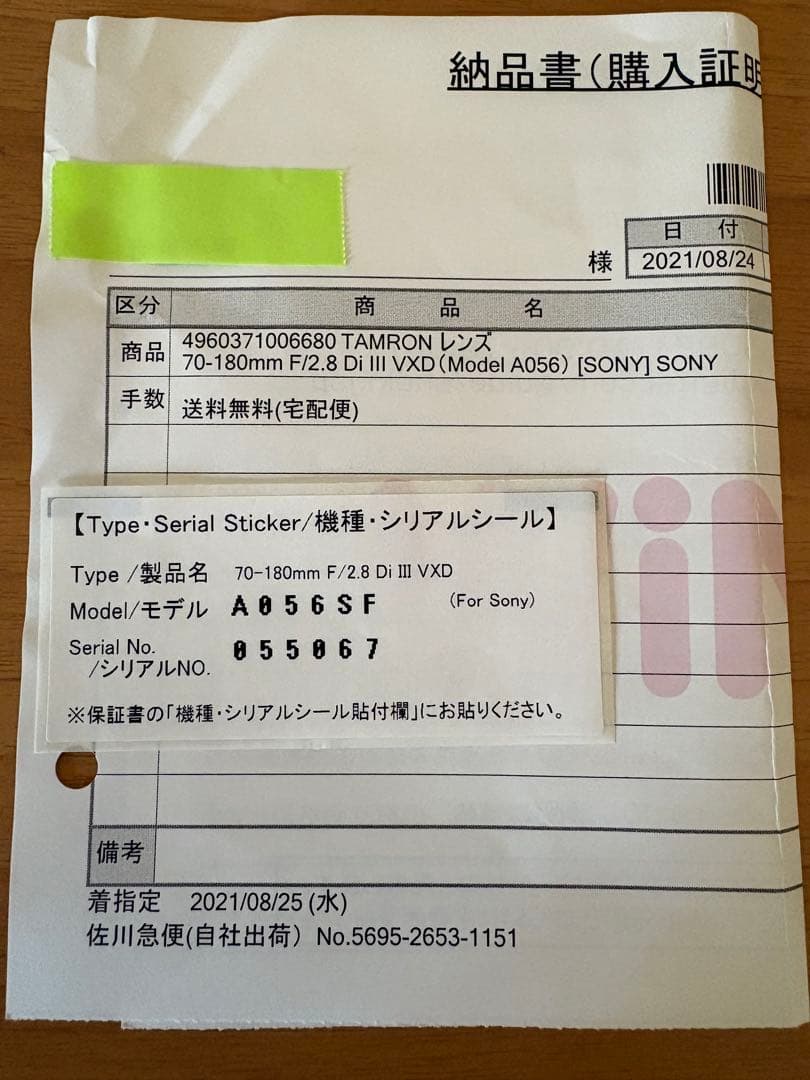 納品書(購入証明
様
日 付
2021/08/24
区分 商 品 名
商品 4960371006680 TAMRON レンズ
70-180mm F/2.8 Di III VXD(Model A056) [SONY] SONY
手数 送料無料(宅配便)
【Type・Serial Sticker/機種・シリアルシール】
Type /製品名 70-180mm F/2.8 Di III VXD
Model/モデル A056SF (For Sony)
Serial No. 055067
/シリアルNO.
※保証書の「機種・シリアルシール貼付欄」にお貼りください。
備考
着指定 2021/08/25 (水)
佐川急便(自社出荷) No.5695-2653-1151